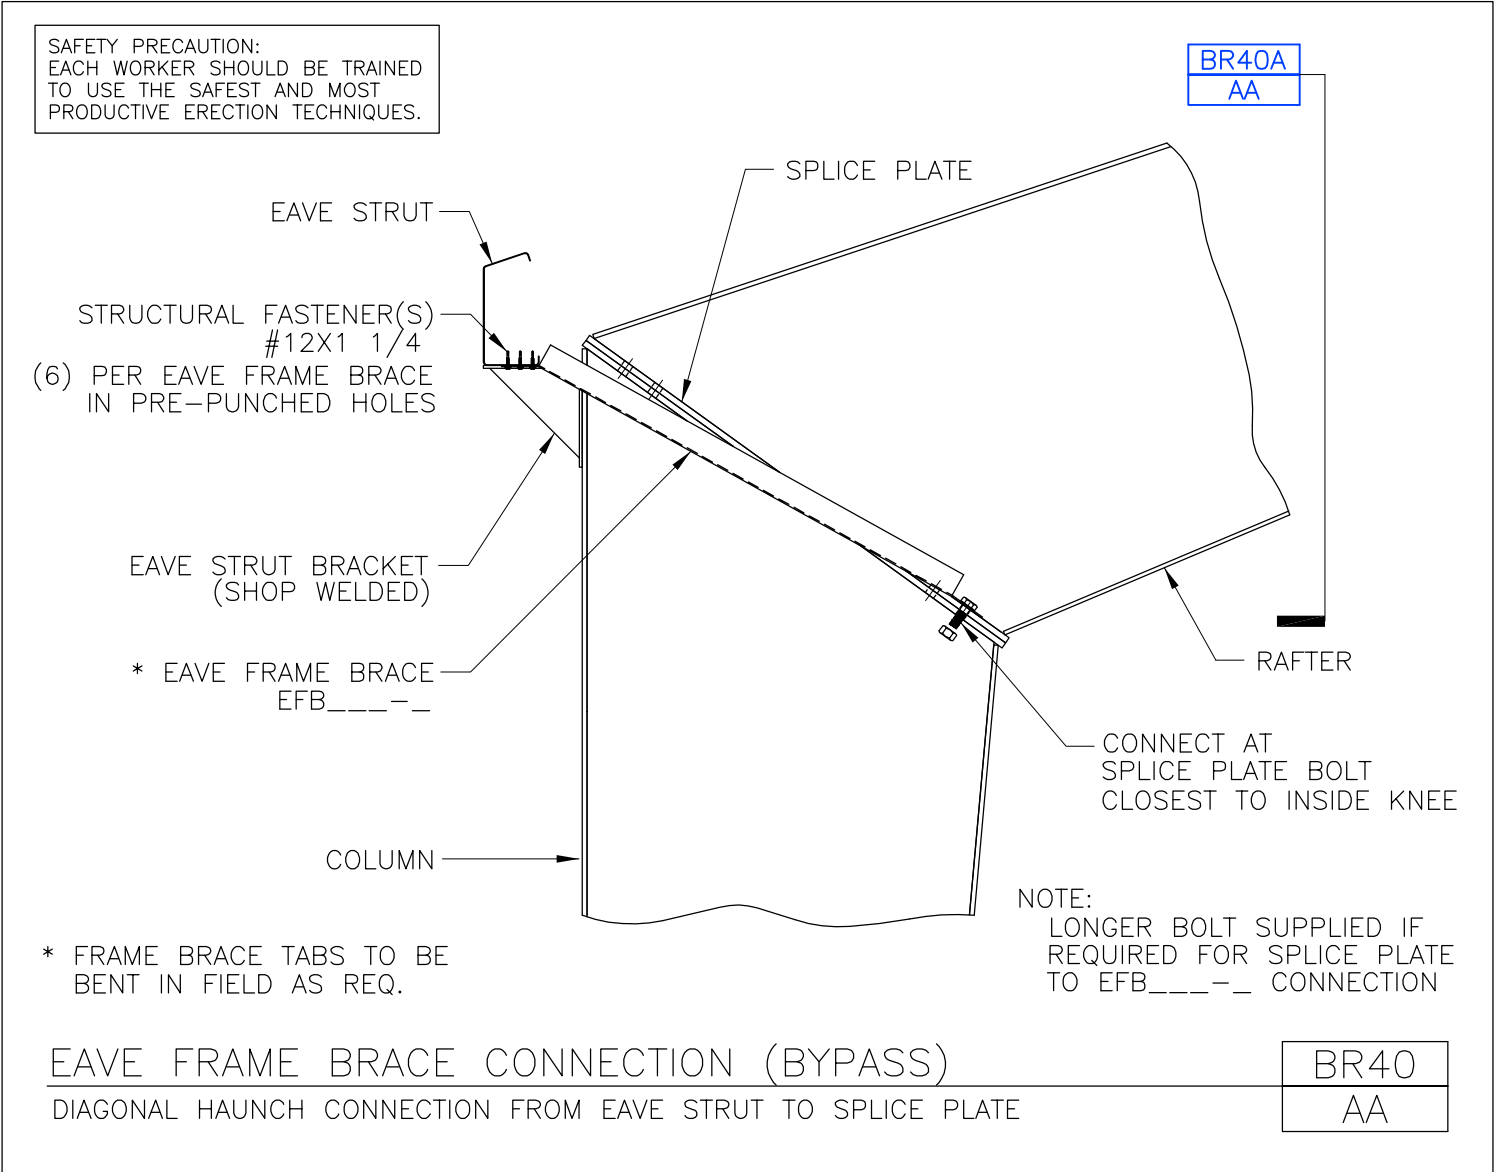 SAFETY PRECAUTION:
EACH WORKER SHOULD BE TRAINED
TO USE THE SAFEST AND MOST
PRODUCTIVE ERECTION TECHNIQUES.
BR40A
AA
SPLICE PLATE
EAVE STRUT
STRUCTURAL FASTENER(S)
#12X1 1/4
(6) PER EAVE FRAME BRACE
IN PRE-PUNCHED HOLES
EAVE STRUT BRACKET
(SHOP WELDED)
* EAVE FRAME BRACE
EFB___-_
RAFTER
CONNECT AT
SPLICE PLATE BOLT
CLOSEST TO INSIDE KNEE
COLUMN
NOTE:
LONGER BOLT SUPPLIED IF
REQUIRED FOR SPLICE PLATE
TO EFB___-_ CONNECTION
* FRAME BRACE TABS TO BE
BENT IN FIELD AS REQ.
EAVE FRAME BRACE CONNECTION (BYPASS)
DIAGONAL HAUNCH CONNECTION FROM EAVE STRUT TO SPLICE PLATE
BR40
AA